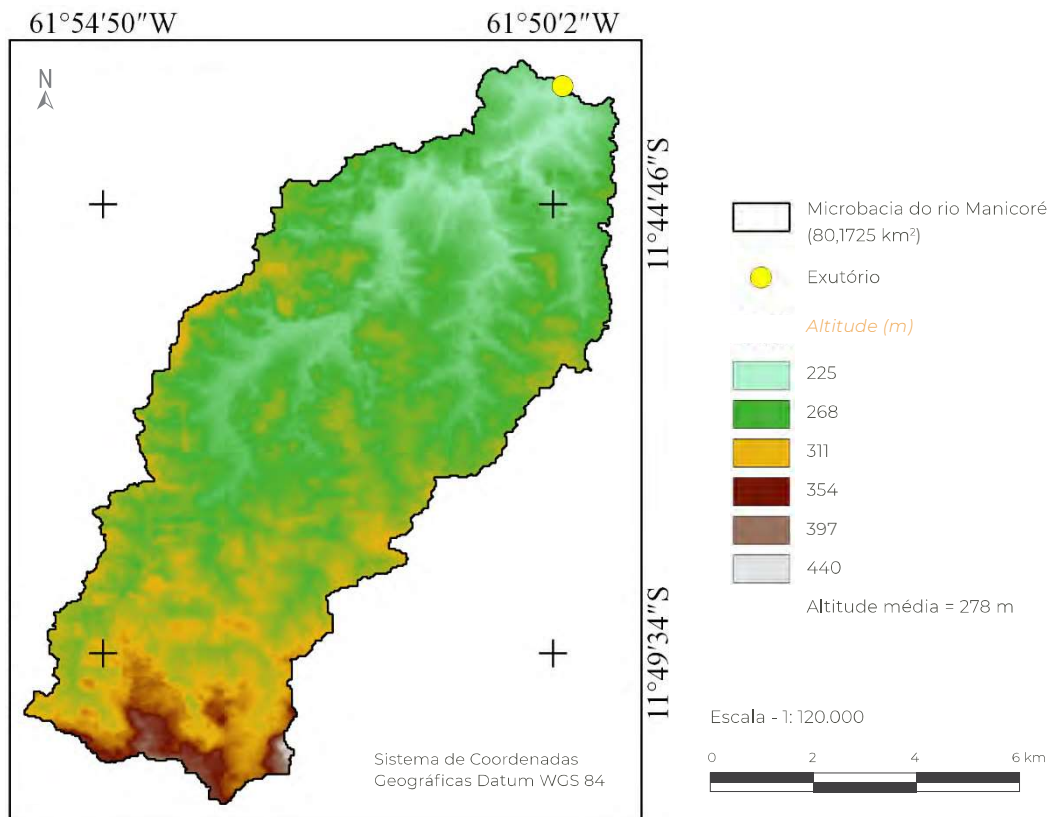 61°54′50″W
61°50′2″W
N
11°44′46″S
11°49′34″S
Sistema de Coordenadas
Geográficas Datum WGS 84
Microbacia do rio Manicoré
(80,1725 km²)
Exutório
Altitude (m)
225
268
311
354
397
440
Altitude média = 278 m
Escala - 1: 120.000
0 2 4 6 km